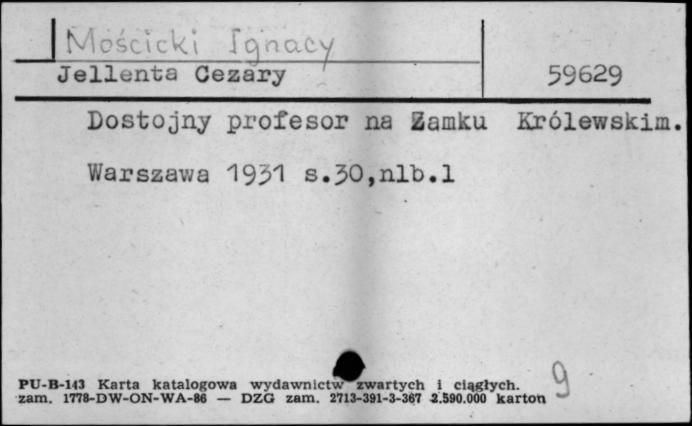 Mościcki Ignacy
Jellenta Cezary 59629
Dostojny profesor na Zamku Królewskim.
Warszawa 1931 s.30,nlb.1
PU-B-143 Karta katalogowa wydawnictw zwartych i ciągłych.
zam. 1778-DW-ON-WA-86 — DZG zam. 2713-391-3-367 2.590.000 karton
9